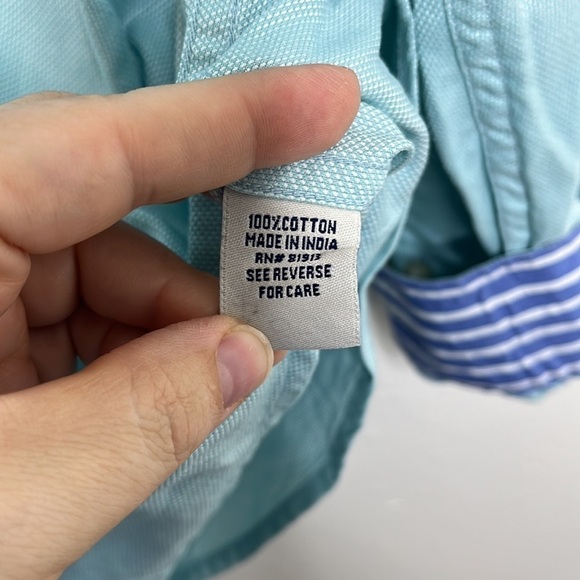 100%COTTON
MADE IN INDIA
RN# 81913
SEE REVERSE
FOR CARE